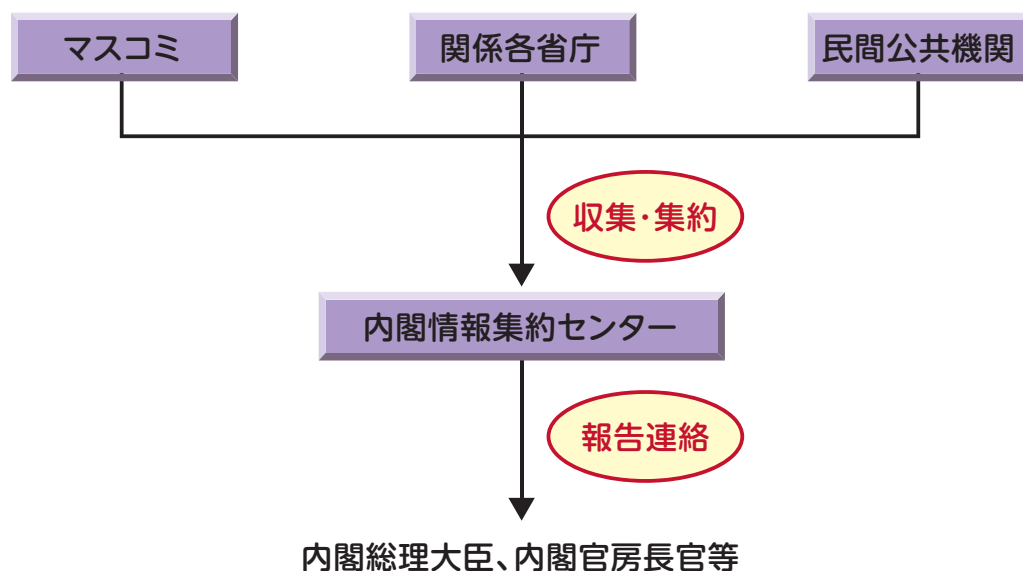 マスコミ
関係各省庁
民間公共機関
収集・集約
内閣情報集約センター
報告連絡
内閣総理大臣、内閣官房長官等